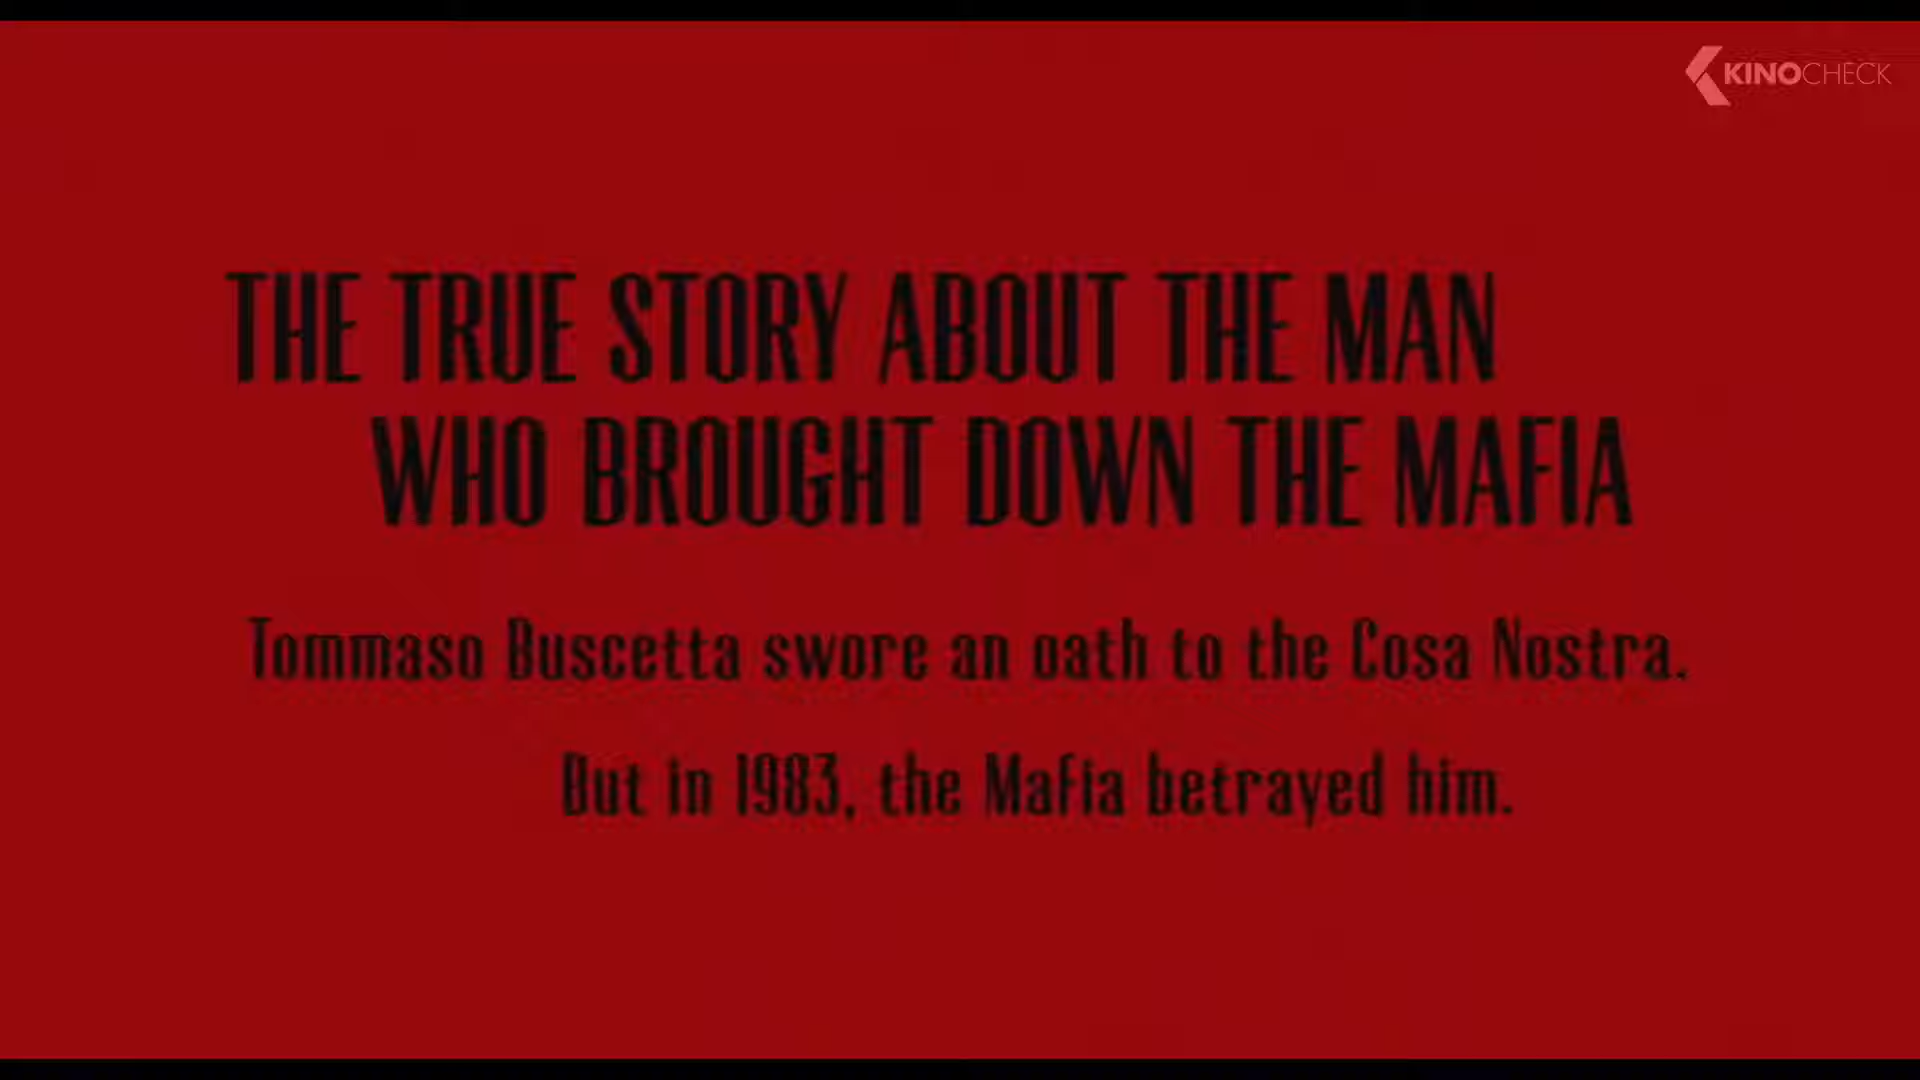 KINOCHECK
THE TRUE STORY ABOUT THE MAN
WHO BROUGHT DOWN THE MAFIA
Tommaso Buscetta swore an oath to the Cosa Nostra.
But in 1983, the Mafia betrayed him.